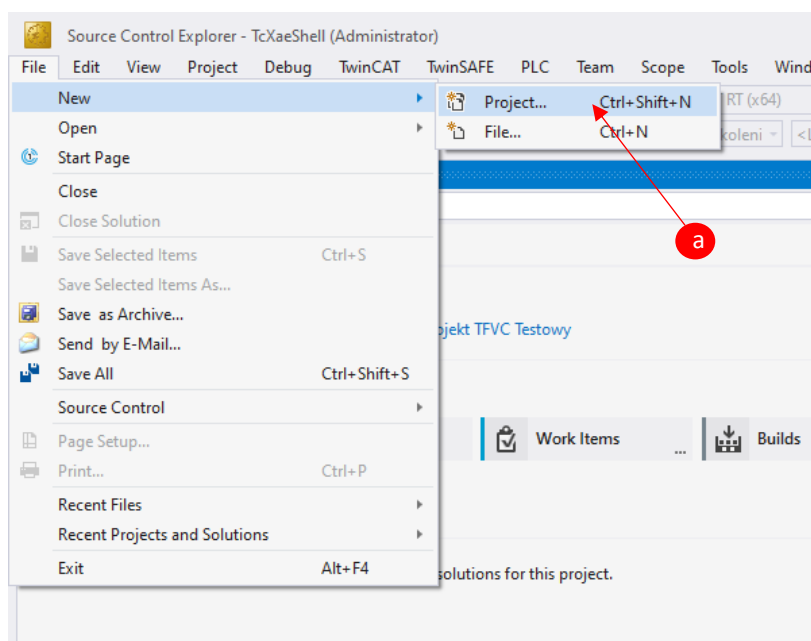 Source Control Explorer - TcXaeShell (Administrator)
File Edit View Project Debug TwinCAT TwinSAFE PLC Team Scope Tools Wind
New
Project... Ctrl+Shift+N
RT (x64)
Open
File... Ctrl+N
koleni <
Start Page
Close
Close Solution
a
Save Selected Items Ctrl+S
Save Selected Items As...
Save as Archive...
ojekt TFVC Testowy
Send by E-Mail...
Save All Ctrl+Shift+S
Source Control
Page Setup...
Work Items ...
Builds
Print... Ctrl+P
Recent Files
Recent Projects and Solutions
Exit Alt+F4
solutions for this project.